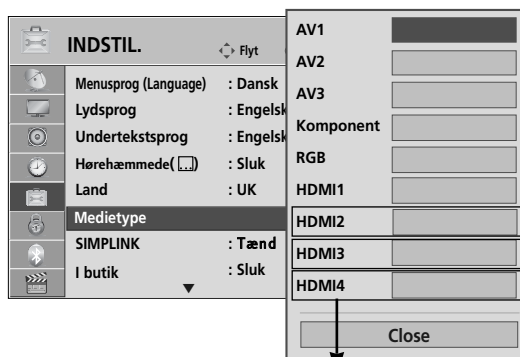 INDSTIL.
Flyt
Menusprog (Language) : Dansk
Lydsprog : Engelsk
Undertekstsprog : Engelsk
Hørehæmmede( ) : Sluk
Land : UK
Medietype
SIMPLINK : Tænd
I butik : Sluk
AV1
AV2
AV3
Komponent
RGB
HDMI1
HDMI2
HDMI3
HDMI4
Close